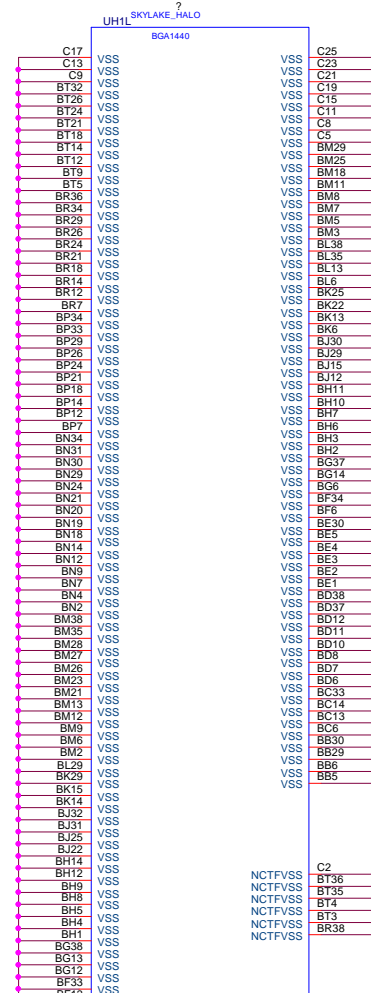 ?
UH1L SKYLAKE_HALO
BGA1440
C17 VSS VSS C25
C13 VSS VSS C23
C9 VSS VSS C21
BT32 VSS VSS C19
BT26 VSS VSS C15
BT24 VSS VSS C11
BT21 VSS VSS C8
BT18 VSS VSS C5
BT14 VSS VSS BM29
BT12 VSS VSS BM25
BT9 VSS VSS BM18
BT5 VSS VSS BM11
BR36 VSS VSS BM8
BR34 VSS VSS BM7
BR29 VSS VSS BM5
BR26 VSS VSS BM3
BR24 VSS VSS BL38
BR21 VSS VSS BL35
BR18 VSS VSS BL13
BR14 VSS VSS BL6
BR12 VSS VSS BK25
BR7 VSS VSS BK22
BP34 VSS VSS BK13
BP33 VSS VSS BK6
BP29 VSS VSS BJ30
BP26 VSS VSS BJ29
BP24 VSS VSS BJ15
BP21 VSS VSS BJ12
BP18 VSS VSS BH11
BP14 VSS VSS BH10
BP12 VSS VSS BH7
BP7 VSS VSS BH6
BN34 VSS VSS BH3
BN31 VSS VSS BH2
BN30 VSS VSS BG37
BN29 VSS VSS BG14
BN24 VSS VSS BG6
BN21 VSS VSS BF34
BN20 VSS VSS BF6
BN19 VSS VSS BE30
BN18 VSS VSS BE5
BN14 VSS VSS BE4
BN12 VSS VSS BE3
BN9 VSS VSS BE2
BN7 VSS VSS BE1
BN4 VSS VSS BD38
BN2 VSS VSS BD37
BM38 VSS VSS BD12
BM35 VSS VSS BD11
BM28 VSS VSS BD10
BM27 VSS VSS BD8
BM26 VSS VSS BD7
BM23 VSS VSS BD6
BM21 VSS VSS BC33
BM13 VSS VSS BC14
BM12 VSS VSS BC13
BM9 VSS VSS BC6
BM6 VSS VSS BB30
BM2 VSS VSS BB29
BL29 VSS VSS BB6
BK29 VSS VSS BB5
BK15 VSS
BK14 VSS
BJ32 VSS
BJ31 VSS
BJ25 VSS
BJ22 VSS
BH14 VSS NCTFVSS C2
BH12 VSS NCTFVSS BT36
BH9 VSS NCTFVSS BT35
BH8 VSS NCTFVSS BT4
BH5 VSS NCTFVSS BT3
BH4 VSS NCTFVSS BR38
BH1 VSS
BG38 VSS
BG13 VSS
BG12 VSS
BF33 VSS